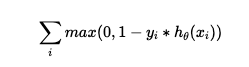 ∑ᵢ max(0, 1 − yᵢ * h_θ(xᵢ))